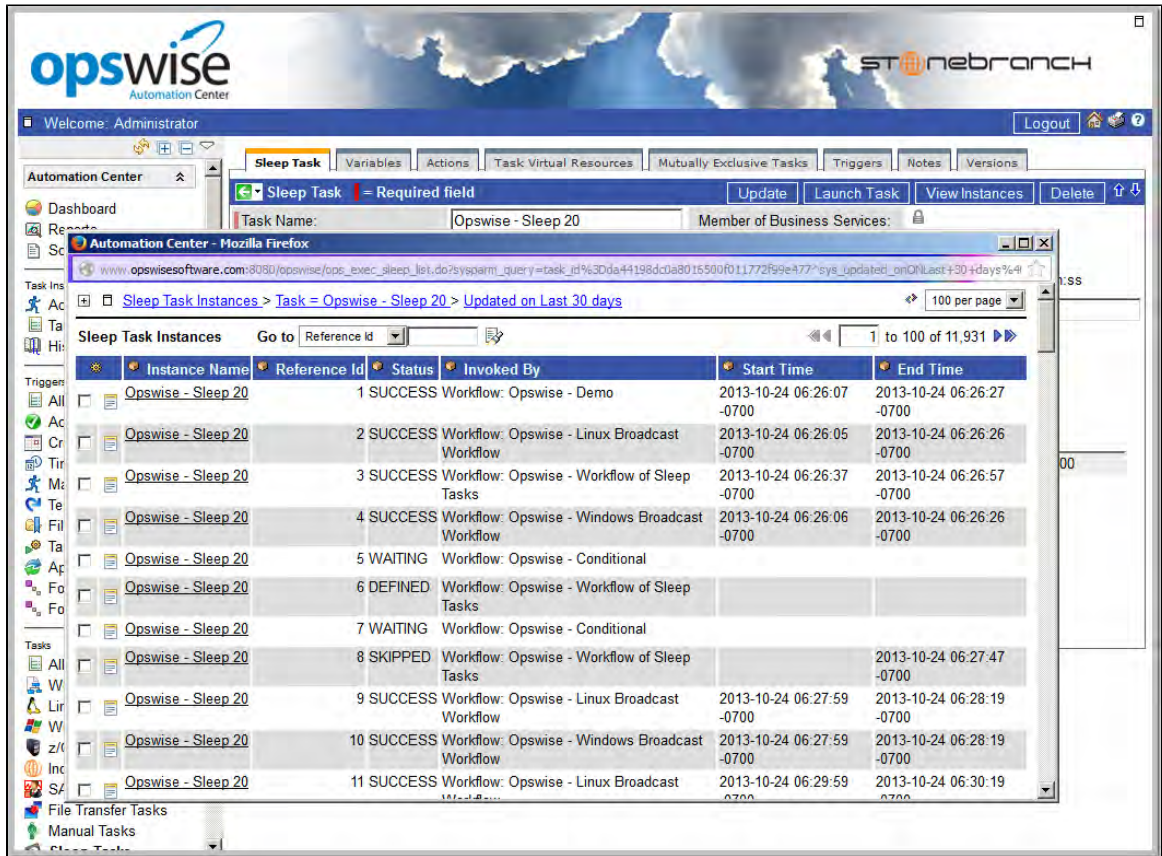 opswise
Automation Center
STONEBRANCH
Welcome: Administrator
Logout
Automation Center
Dashboard
Sleep Task Variables Actions Task Virtual Resources Mutually Exclusive Tasks Triggers Notes Versions
Sleep Task = Required field Update Launch Task View Instances Delete
Task Name: Opswise - Sleep 20 Member of Business Services:
Automation Center - Mozilla Firefox
Sleep Task Instances > Task = Opswise - Sleep 20 > Updated on Last 30 days 100 per page
Sleep Task Instances Go to Reference Id 1 to 100 of 11,931
Instance Name Reference Id Status Invoked By Start Time End Time
Opswise - Sleep 20 1 SUCCESS Workflow: Opswise - Demo 2013-10-24 06:26:07 -0700 2013-10-24 06:26:27 -0700
Opswise - Sleep 20 2 SUCCESS Workflow: Opswise - Linux Broadcast Workflow 2013-10-24 06:26:05 -0700 2013-10-24 06:26:26 -0700
Opswise - Sleep 20 3 SUCCESS Workflow: Opswise - Workflow of Sleep Tasks 2013-10-24 06:26:37 -0700 2013-10-24 06:26:57 -0700
Opswise - Sleep 20 4 SUCCESS Workflow: Opswise - Windows Broadcast Workflow 2013-10-24 06:26:06 -0700 2013-10-24 06:26:26 -0700
Opswise - Sleep 20 5 WAITING Workflow: Opswise - Conditional
Opswise - Sleep 20 6 DEFINED Workflow: Opswise - Workflow of Sleep Tasks
Opswise - Sleep 20 7 WAITING Workflow: Opswise - Conditional
Opswise - Sleep 20 8 SKIPPED Workflow: Opswise - Workflow of Sleep Tasks 2013-10-24 06:27:47 -0700
Opswise - Sleep 20 9 SUCCESS Workflow: Opswise - Linux Broadcast Workflow 2013-10-24 06:27:59 -0700 2013-10-24 06:28:19 -0700
Opswise - Sleep 20 10 SUCCESS Workflow: Opswise - Windows Broadcast Workflow 2013-10-24 06:27:59 -0700 2013-10-24 06:28:19 -0700
Opswise - Sleep 20 11 SUCCESS Workflow: Opswise - Linux Broadcast 2013-10-24 06:29:59 2013-10-24 06:30:19
Task Ins
Triggers
Tasks
File Transfer Tasks
Manual Tasks